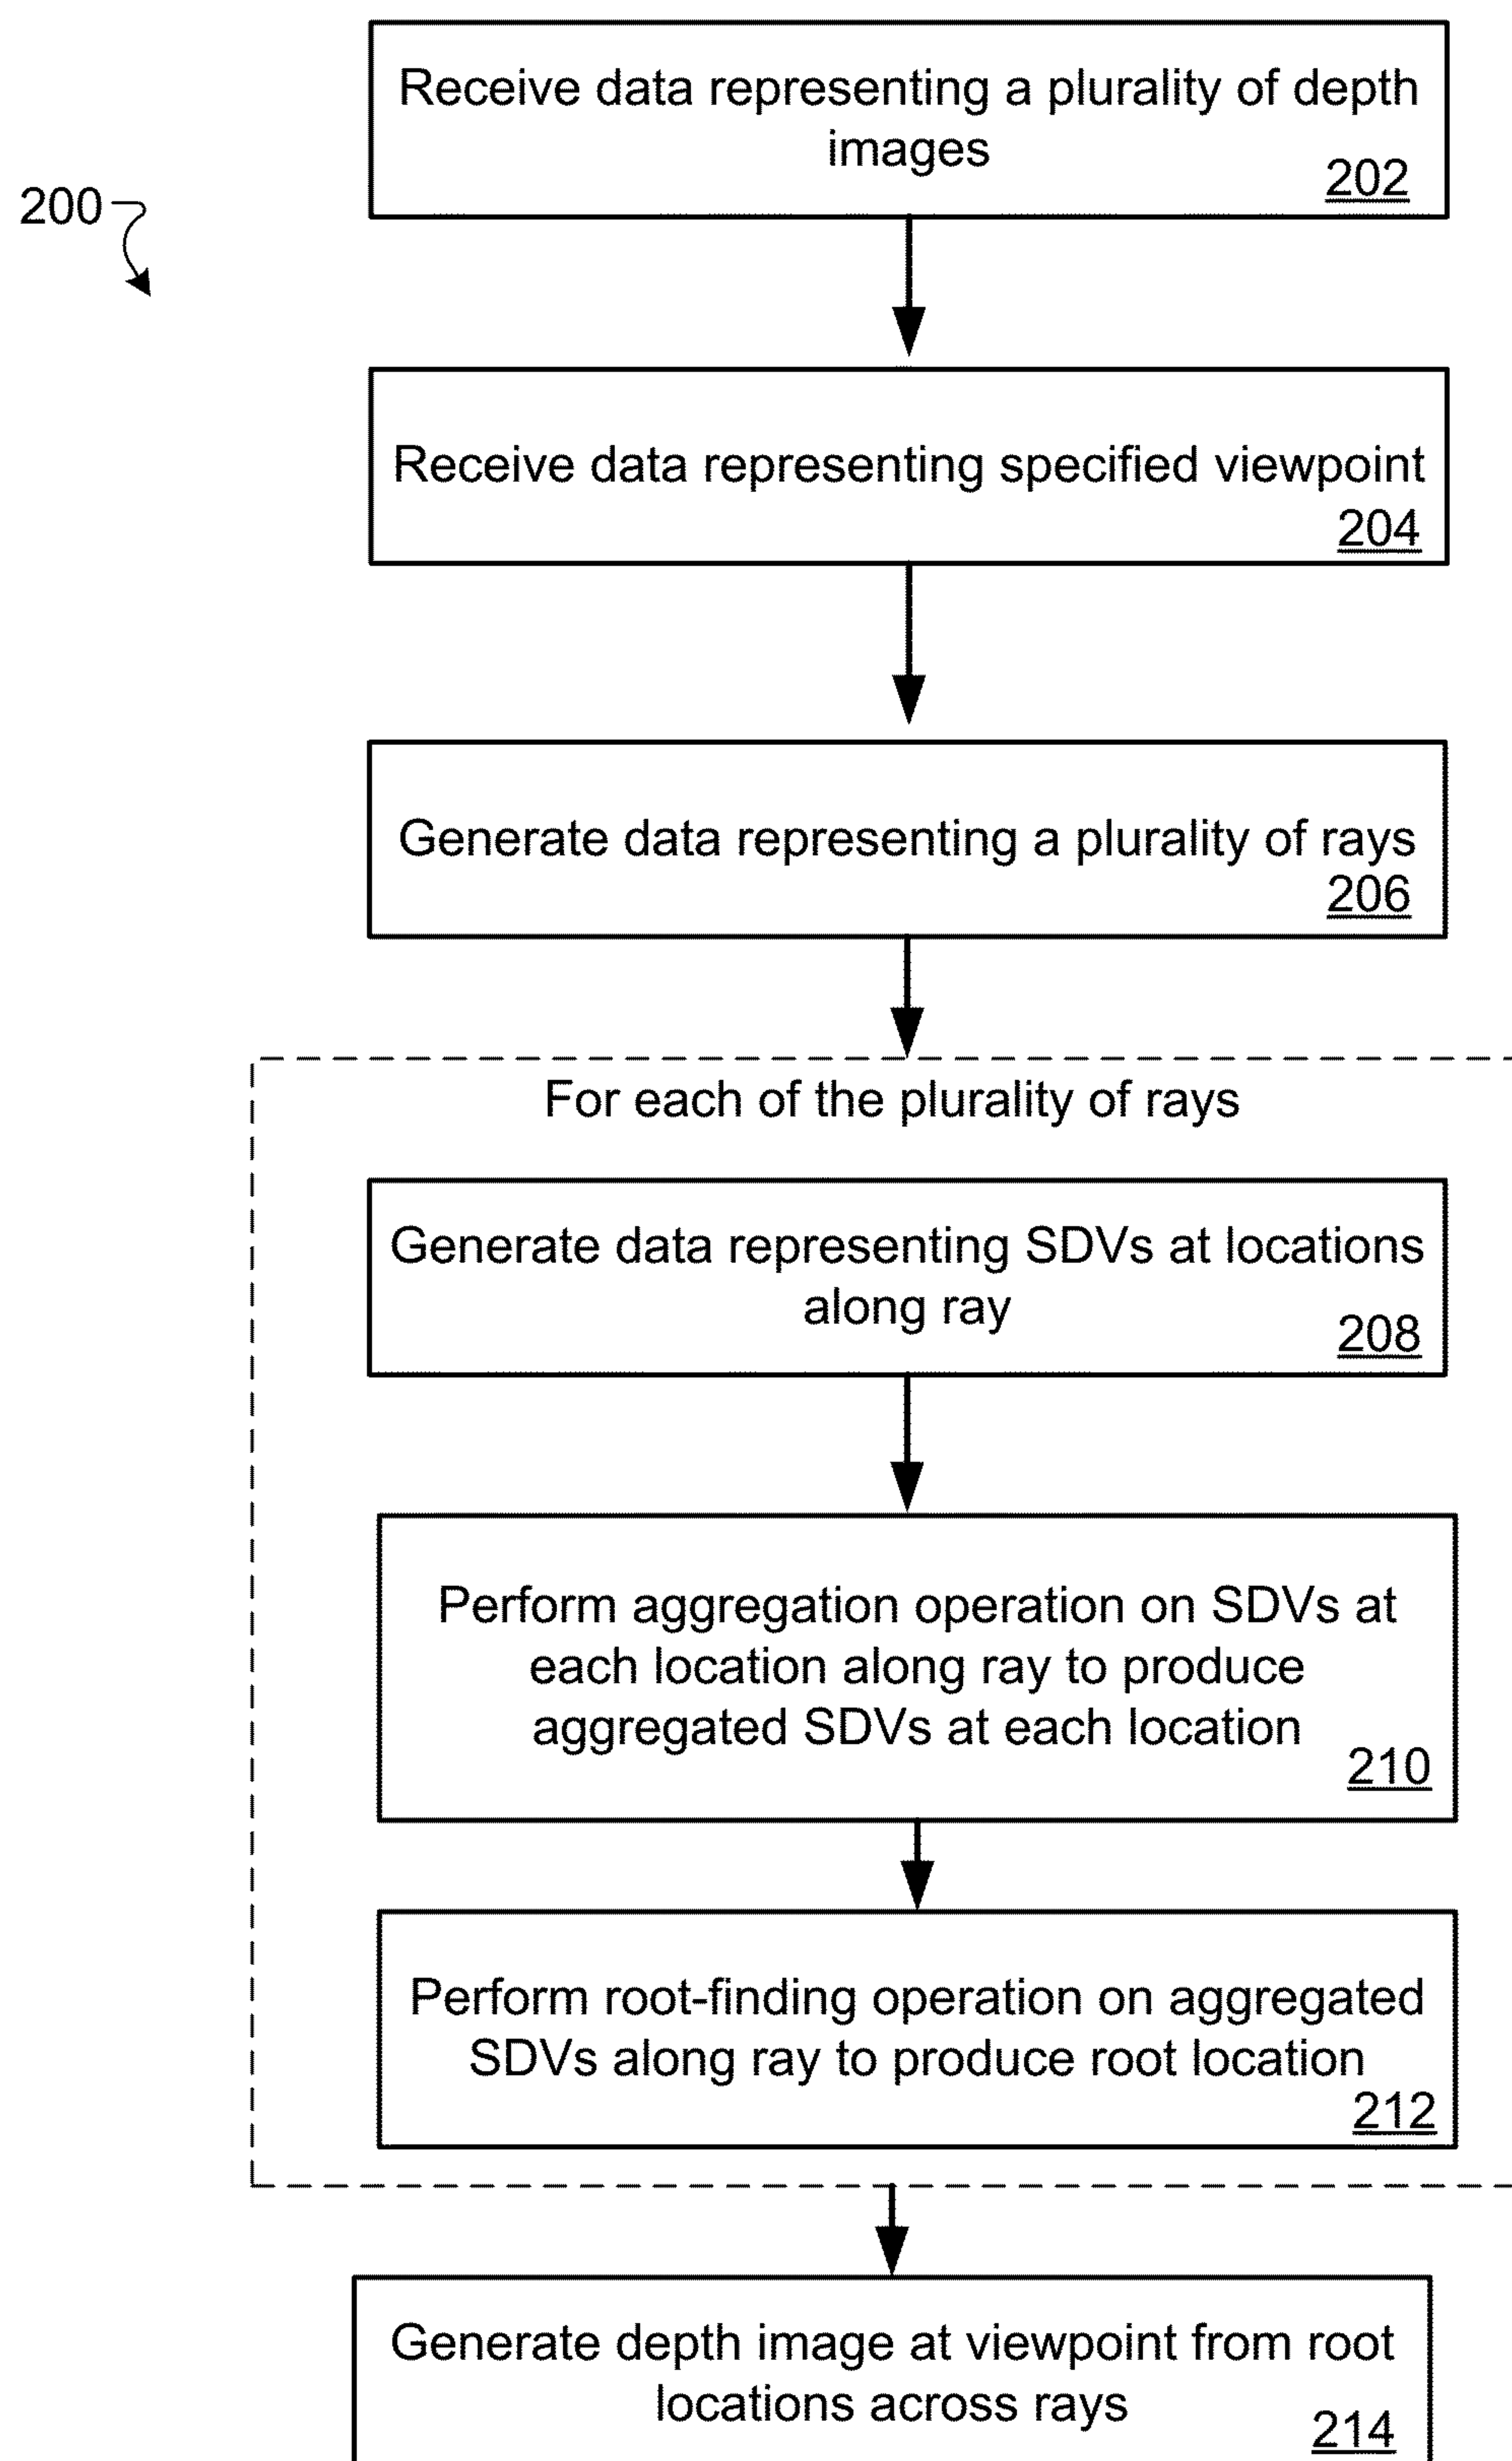 Receive data representing a plurality of depth
images
202
200
Receive data representing specified viewpoint
204
Generate data representing a plurality of rays
206
For each of the plurality of rays
Generate data representing SDVs at locations
along ray
208
Perform aggregation operation on SDVs at
each location along ray to produce
aggregated SDVs at each location
210
Perform root-finding operation on aggregated
SDVs along ray to produce root location
212
Generate depth image at viewpoint from root
locations across rays
214